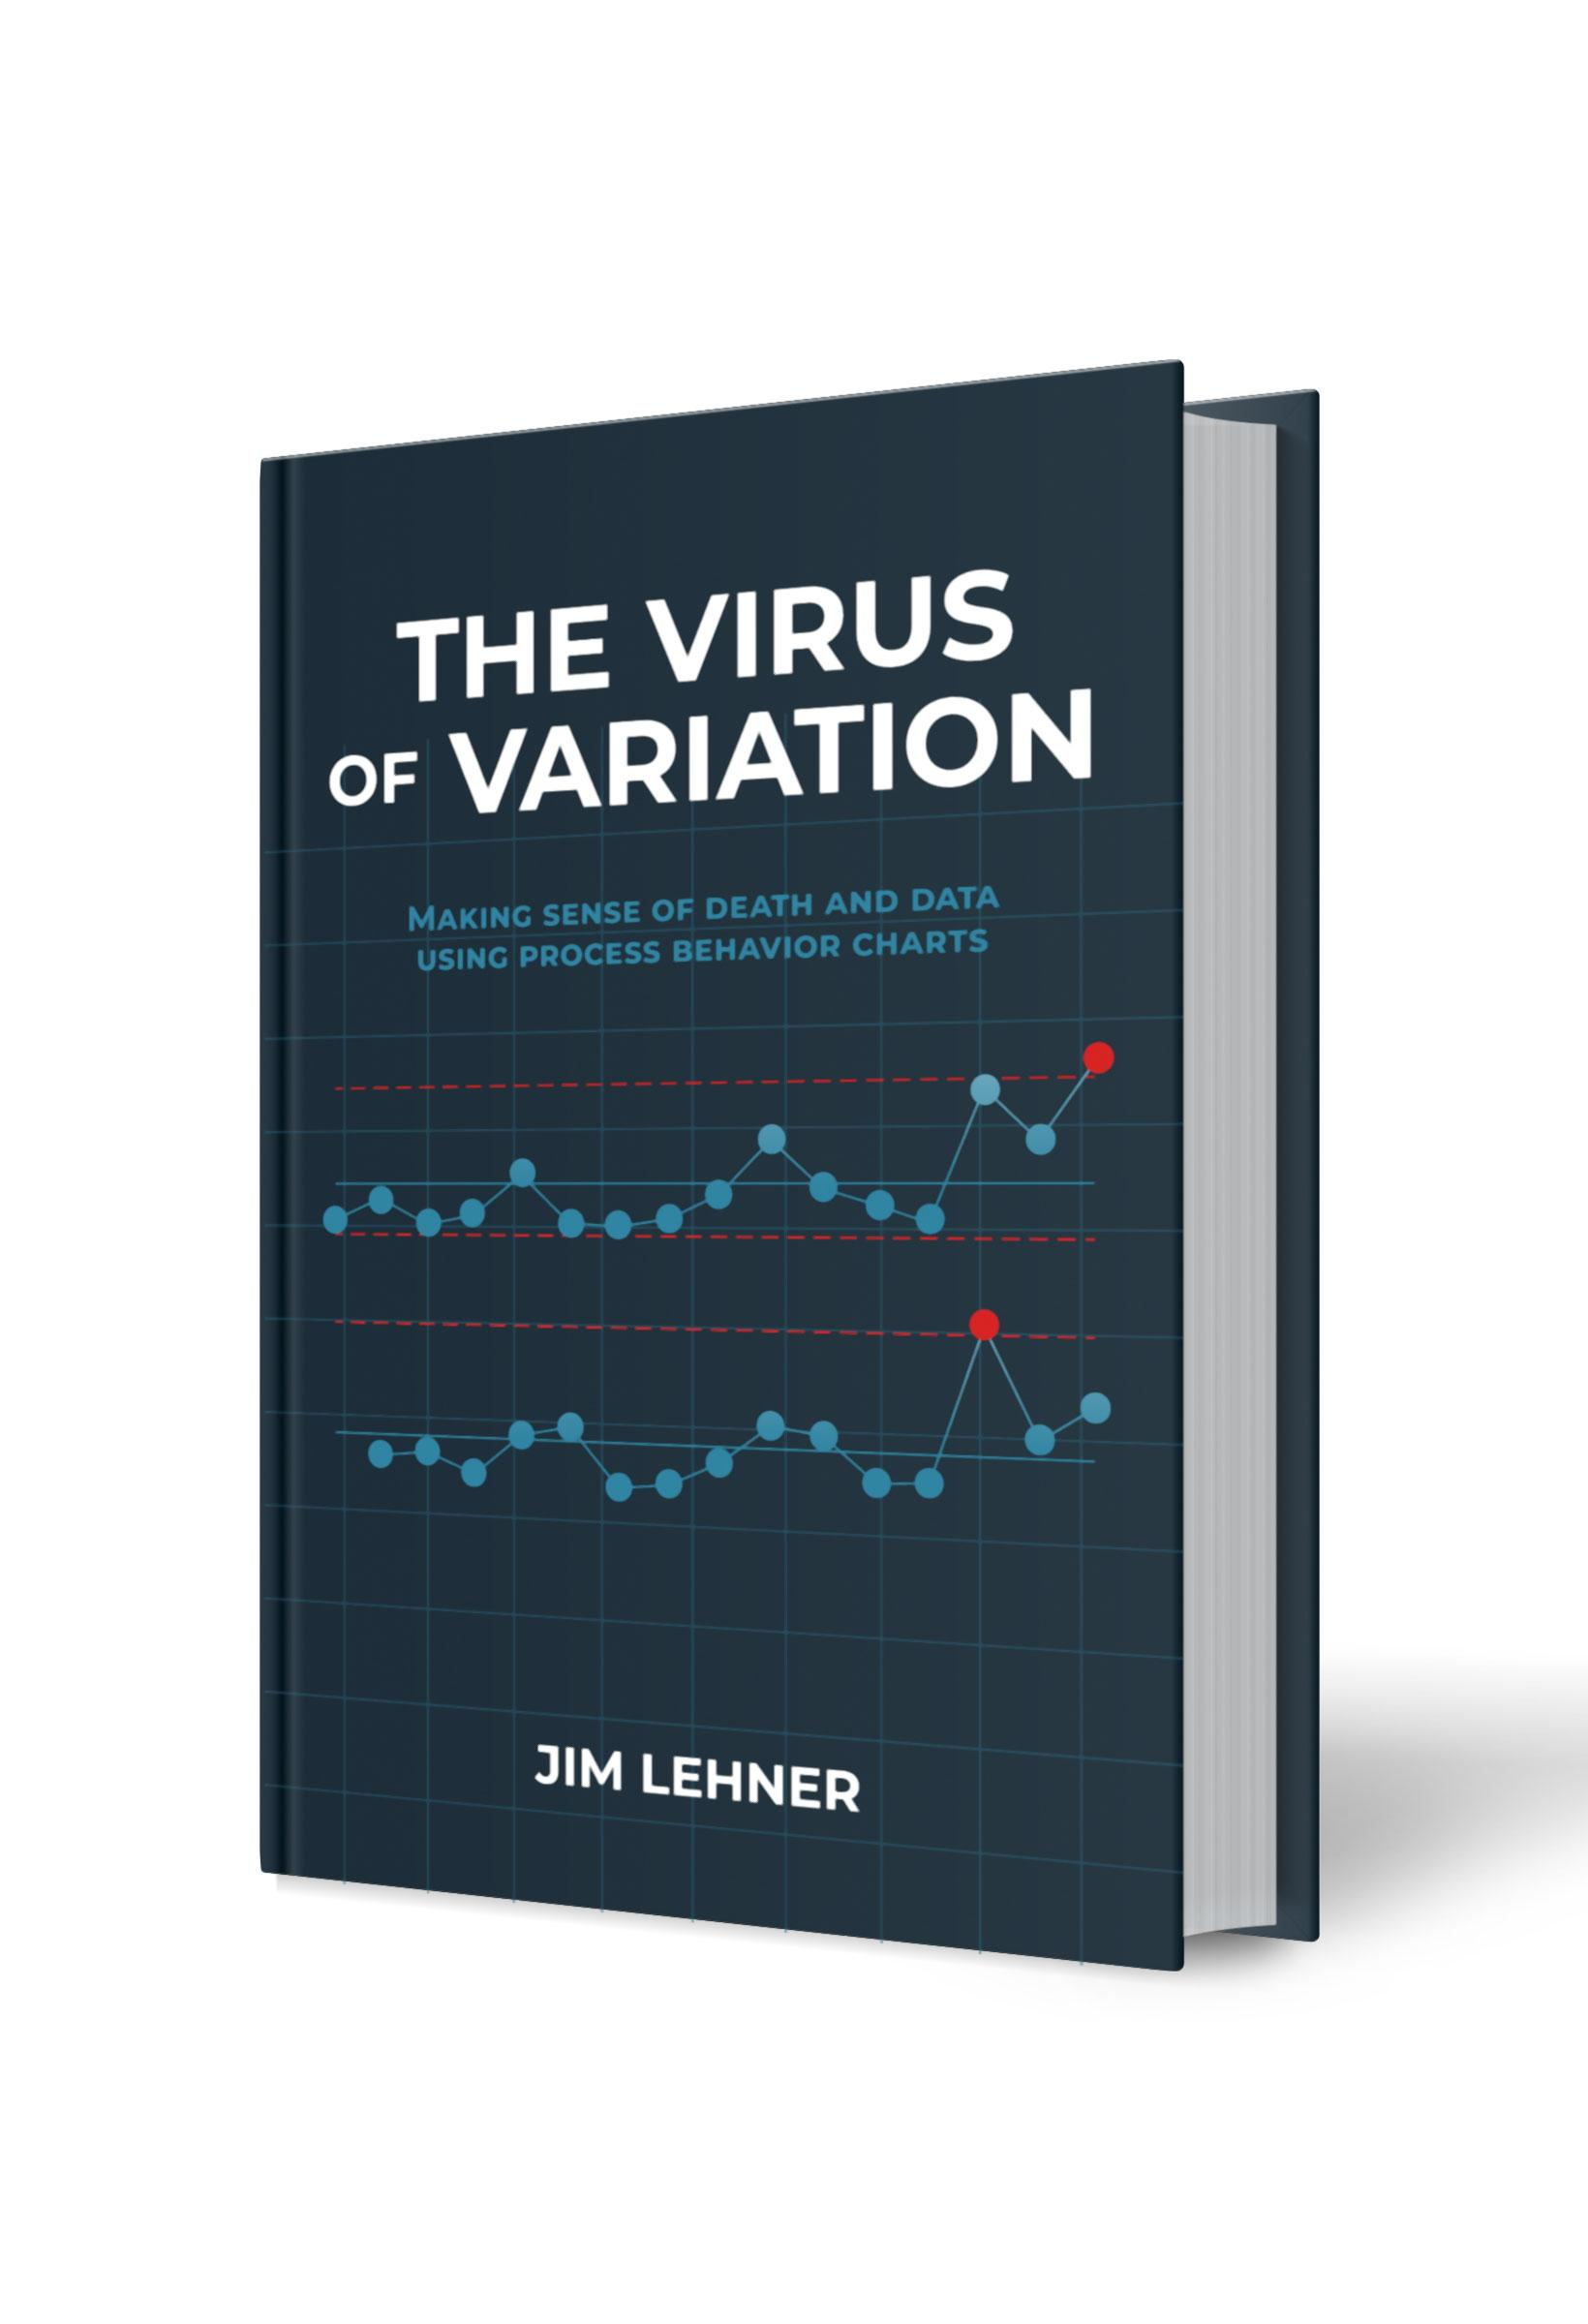 THE VIRUS
OF VARIATION
MAKING SENSE OF DEATH AND DATA
USING PROCESS BEHAVIOR CHARTS
JIM LEHNER